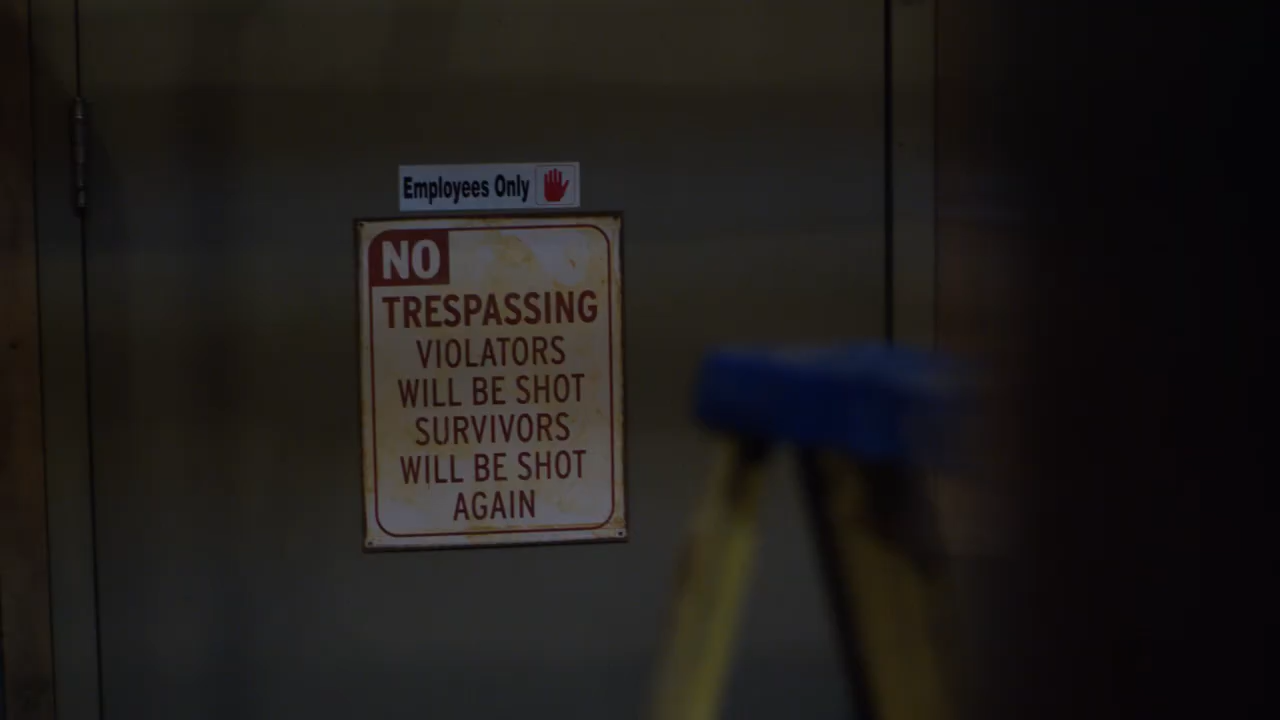 Employees Only
NO
TRESPASSING
VIOLATORS
WILL BE SHOT
SURVIVORS
WILL BE SHOT
AGAIN